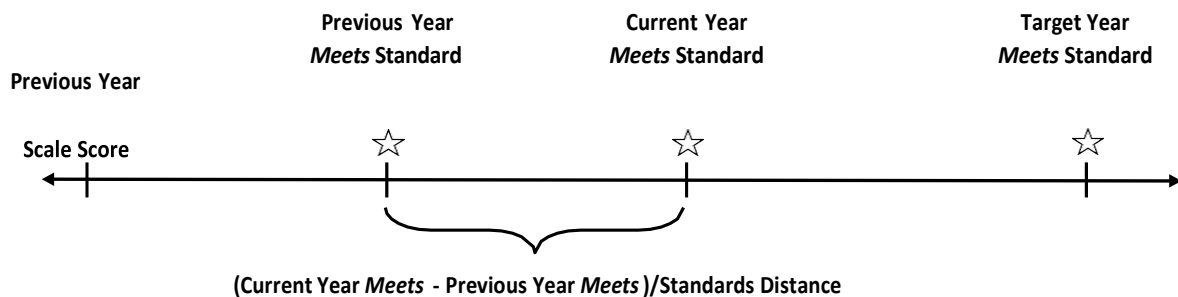 Previous Year
Meets Standard
Current Year
Meets Standard
Target Year
Meets Standard
Previous Year
Scale Score
(Current Year Meets - Previous Year Meets)/Standards Distance